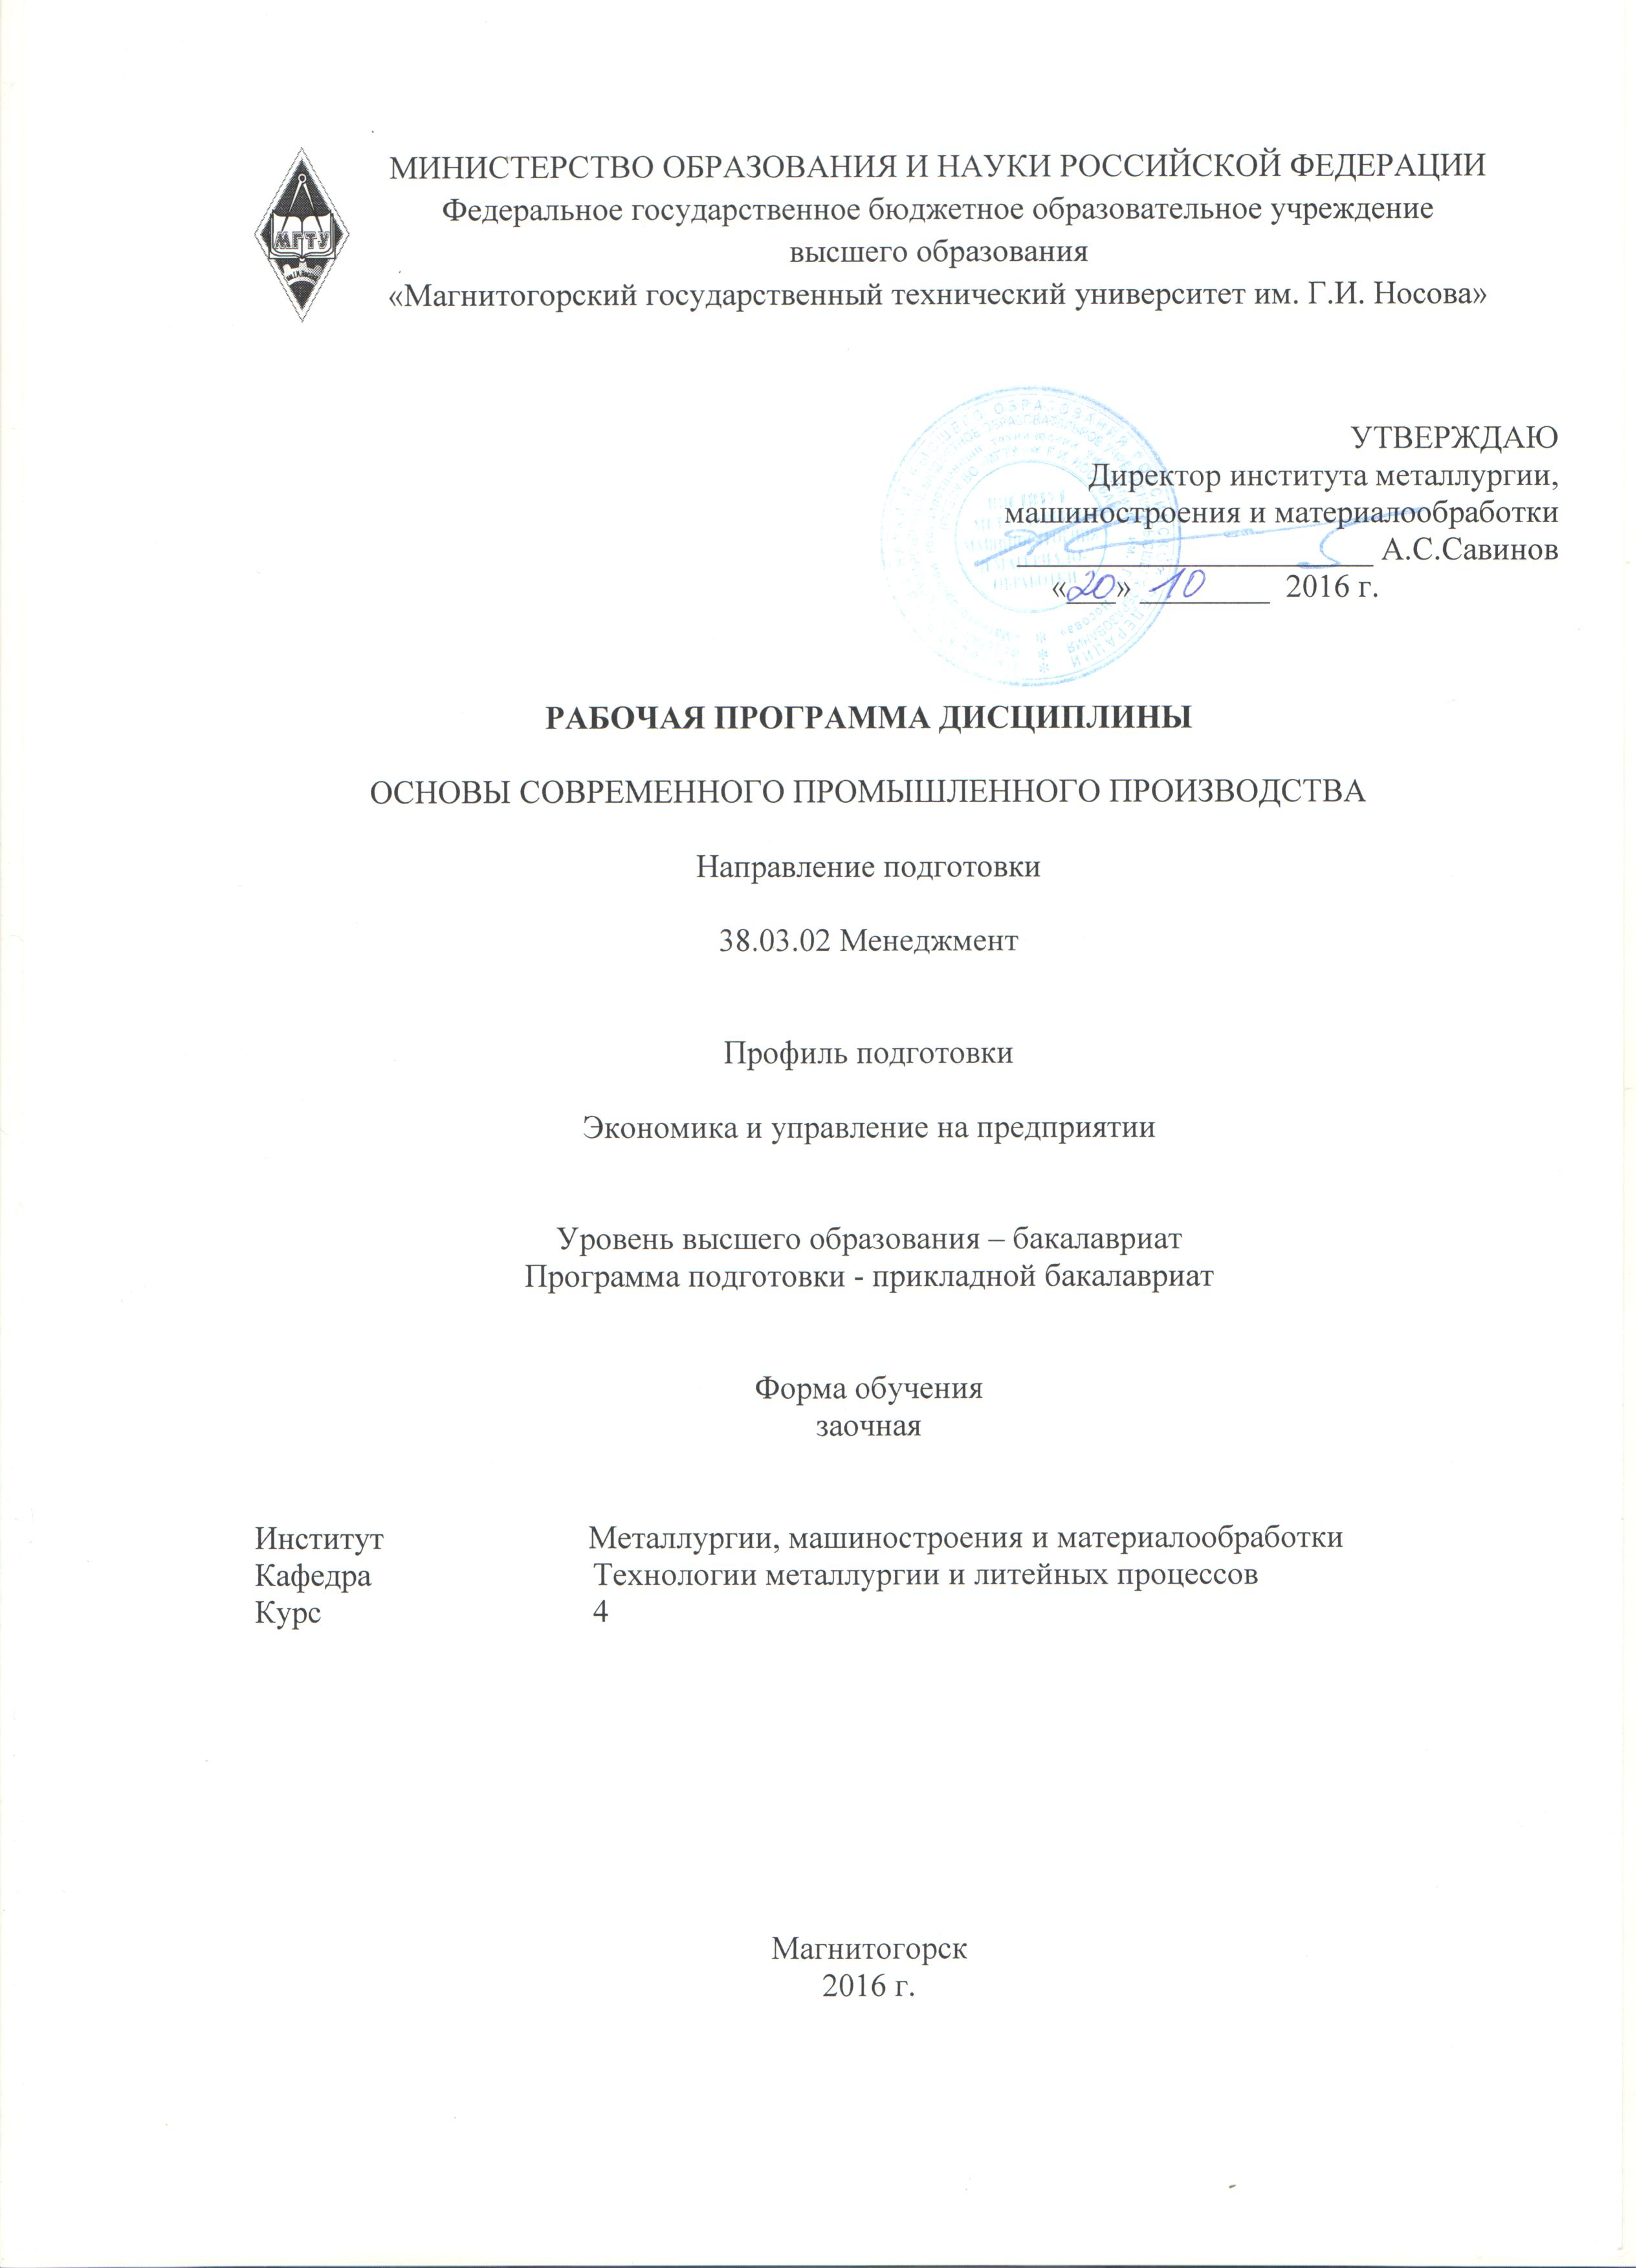 МИНИСТЕРСТВО ОБРАЗОВАНИЯ И НАУКИ РОССИЙСКОЙ ФЕДЕРАЦИИ
Федеральное государственное бюджетное образовательное учреждение
высшего образования
«Магнитогорский государственный технический университет им. Г.И. Носова»
МГТУ
УТВЕРЖДАЮ
Директор института металлургии,
машиностроения и материалообработки
А.С.Савинов
«20» 10 2016 г.
РАБОЧАЯ ПРОГРАММА ДИСЦИПЛИНЫ
ОСНОВЫ СОВРЕМЕННОГО ПРОМЫШЛЕННОГО ПРОИЗВОДСТВА
Направление подготовки
38.03.02 Менеджмент
Профиль подготовки
Экономика и управление на предприятии
Уровень высшего образования – бакалавриат
Программа подготовки - прикладной бакалавриат
Форма обучения
заочная
Институт Металлургии, машиностроения и материалообработки
Кафедра Технологии металлургии и литейных процессов
Курс 4
Магнитогорск
2016 г.